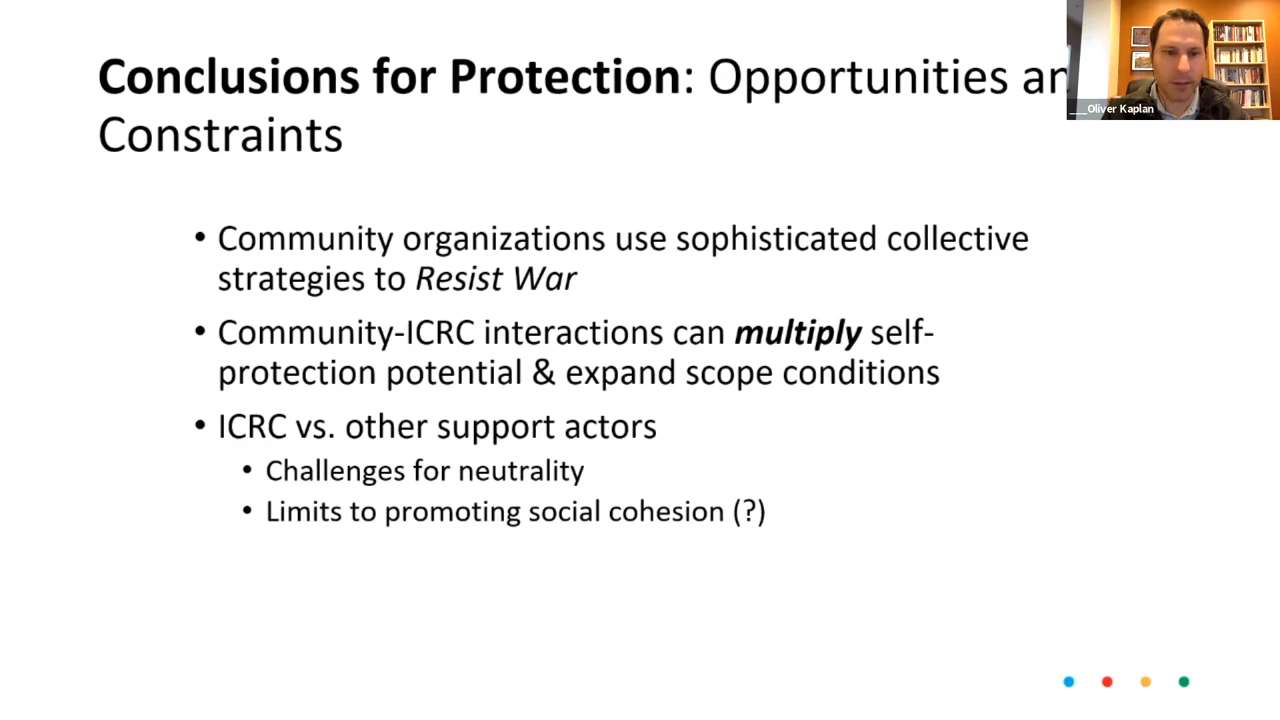 Conclusions for Protection: Opportunities an
Constraints
___Oliver Kaplan
• Community organizations use sophisticated collective
strategies to Resist War
• Community-ICRC interactions can multiply self-
protection potential & expand scope conditions
• ICRC vs. other support actors
• Challenges for neutrality
• Limits to promoting social cohesion (?)